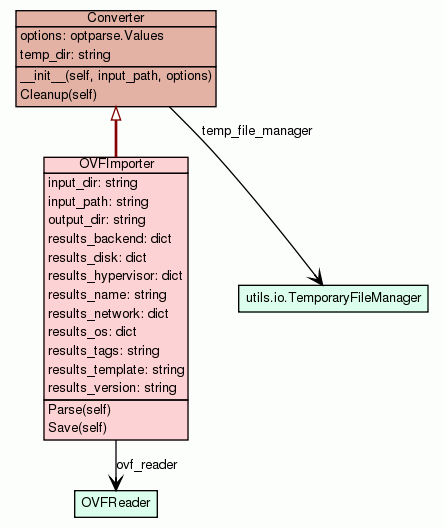 Converter
options: optparse.Values
temp_dir: string
__init__(self, input_path, options)
Cleanup(self)
temp_file_manager
OVFImporter
input_dir: string
input_path: string
output_dir: string
results_backend: dict
results_disk: dict
results_hypervisor: dict
results_name: string
results_network: dict
results_os: dict
results_tags: string
results_template: string
results_version: string
Parse(self)
Save(self)
utils.io.TemporaryFileManager
ovf_reader
OVFReader